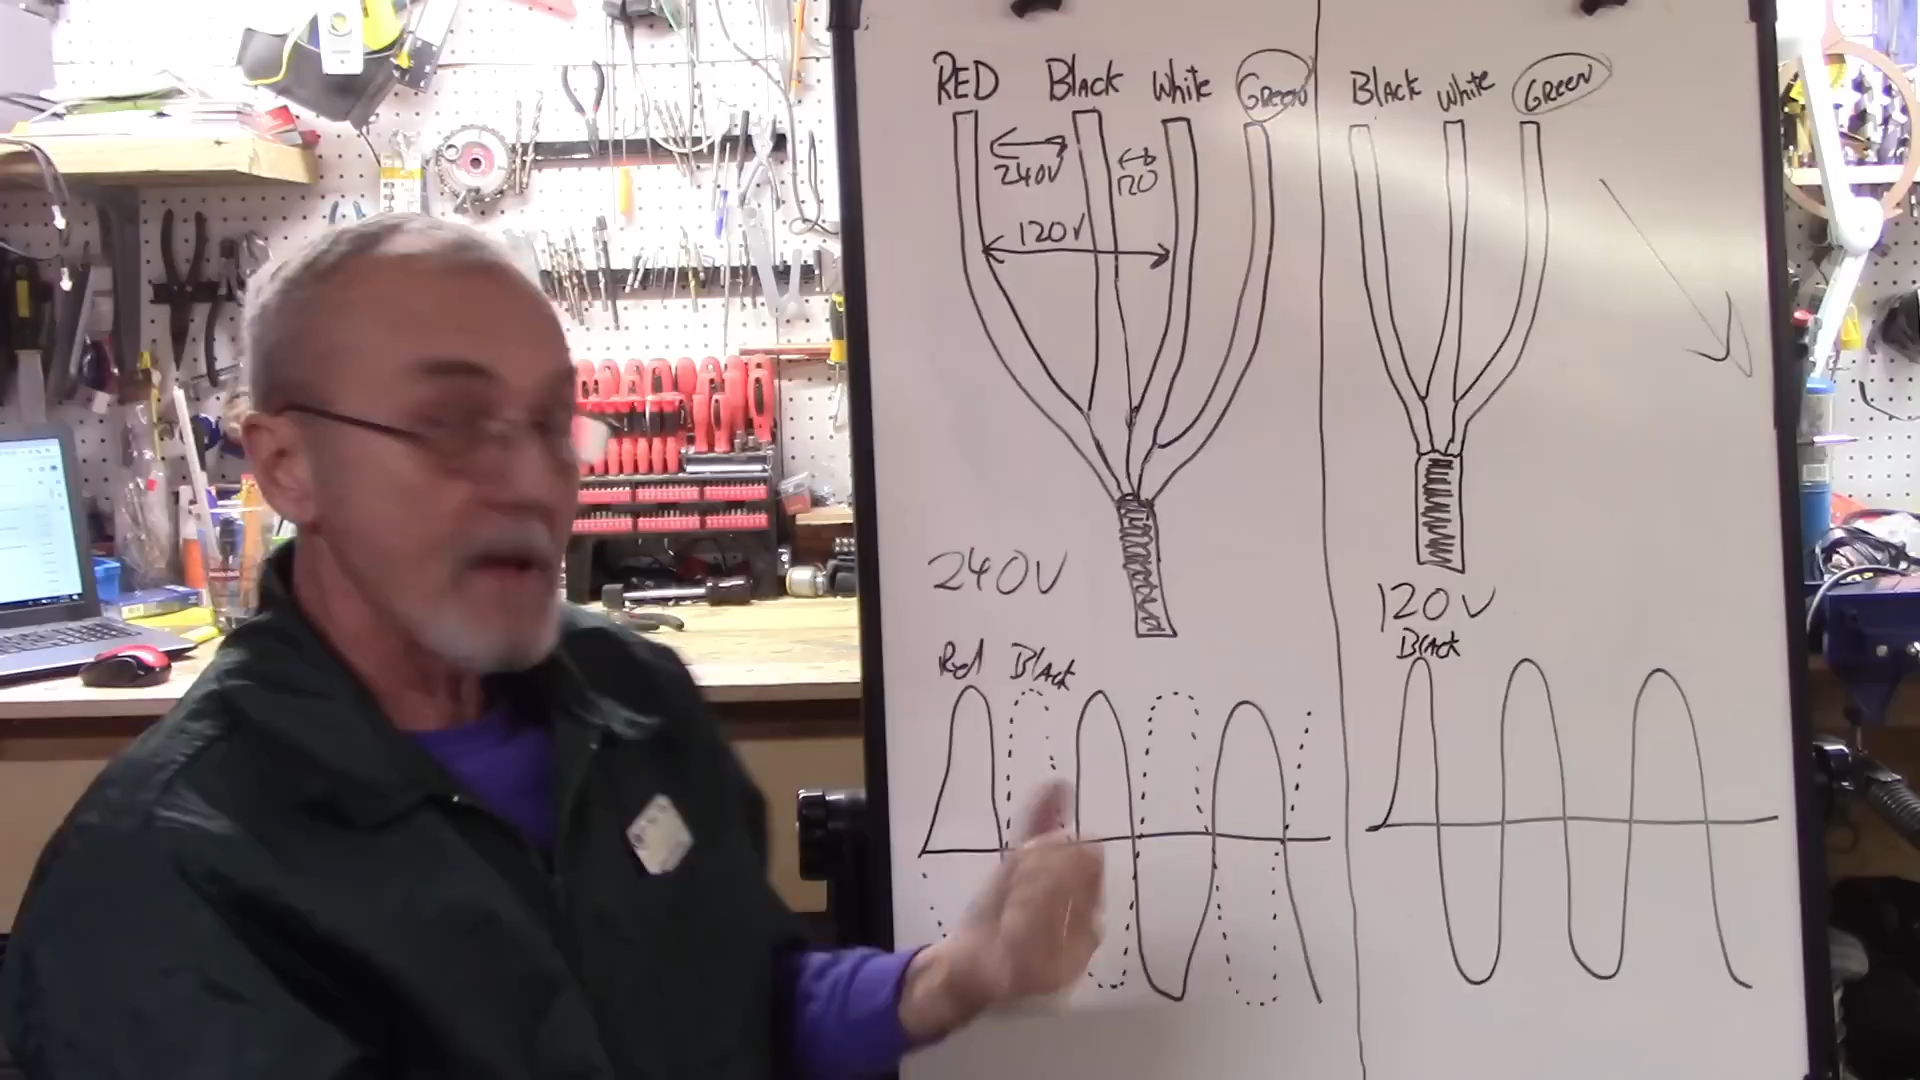 RED Black White Green
240V
120
120V
240V
Red Black
Black White Green
120V
Black